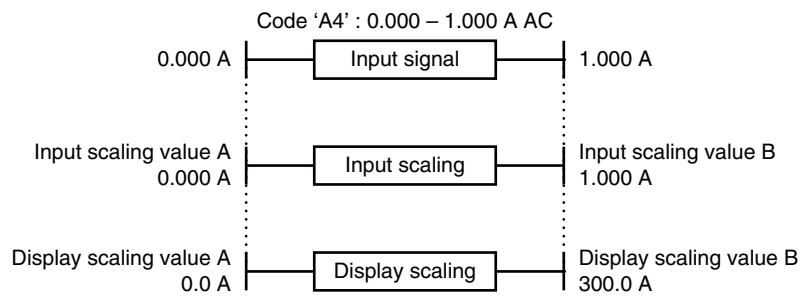 Code ‘A4’ : 0.000 – 1.000 A AC
0.000 A
Input signal
1.000 A
Input scaling value A
0.000 A
Input scaling
Input scaling value B
1.000 A
Display scaling value A
0.0 A
Display scaling
Display scaling value B
300.0 A